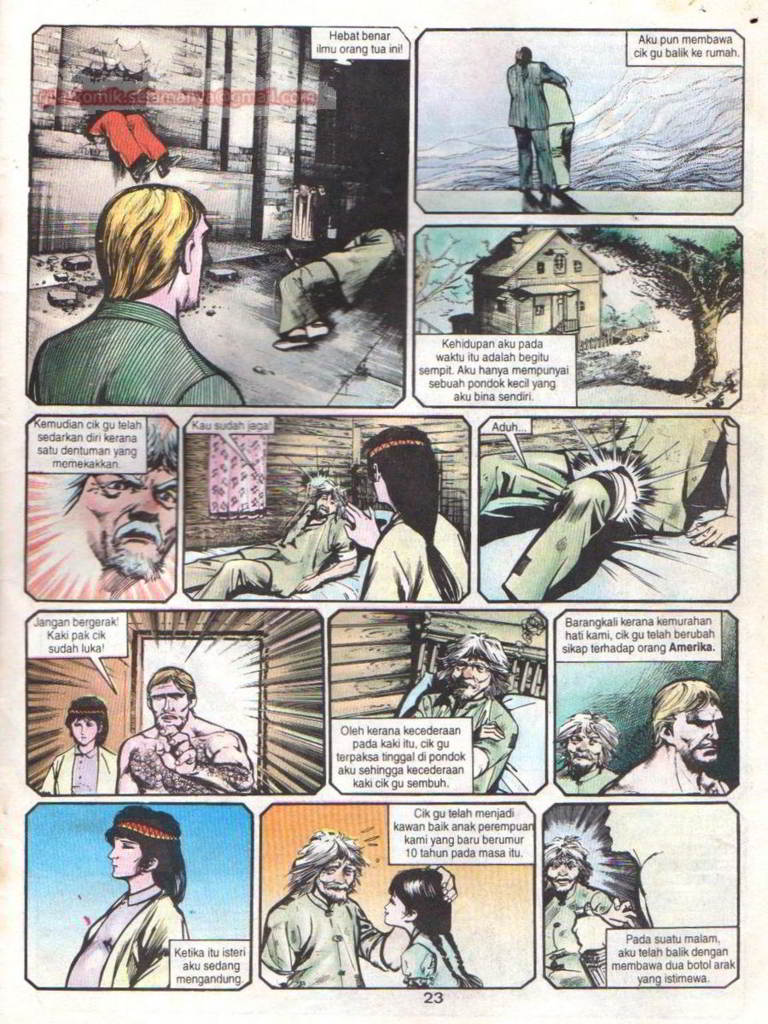 Hebat benar
ilmu orang tua ini!
komik.selamanya@gmail.com
Aku pun membawa
cik gu balik ke rumah.
Kehidupan aku pada
waktu itu adalah begitu
sempit. Aku hanya mempunyai
sebuah pondok kecil yang
aku bina sendiri.
Kemudian cik gu telah
sedarkan diri kerana
satu dentuman yang
memekakkan.
Kau sudah jaga!
Aduh...
Jangan bergerak!
Kaki pak cik
sudah luka!
Oleh kerana kecederaan
pada kaki itu, cik gu
terpaksa tinggal di pondok
aku sehingga kecederaan
kaki cik gu sembuh.
Barangkali kerana kemurahan
hati kami, cik gu telah berubah
sikap terhadap orang Amerika.
Ketika itu isteri
aku sedang
mengandung.
Cik gu telah menjadi
kawan baik anak perempuan
kami yang baru berumur
10 tahun pada masa itu.
Pada suatu malam,
aku telah balik dengan
membawa dua botol arak
yang istimewa.
23